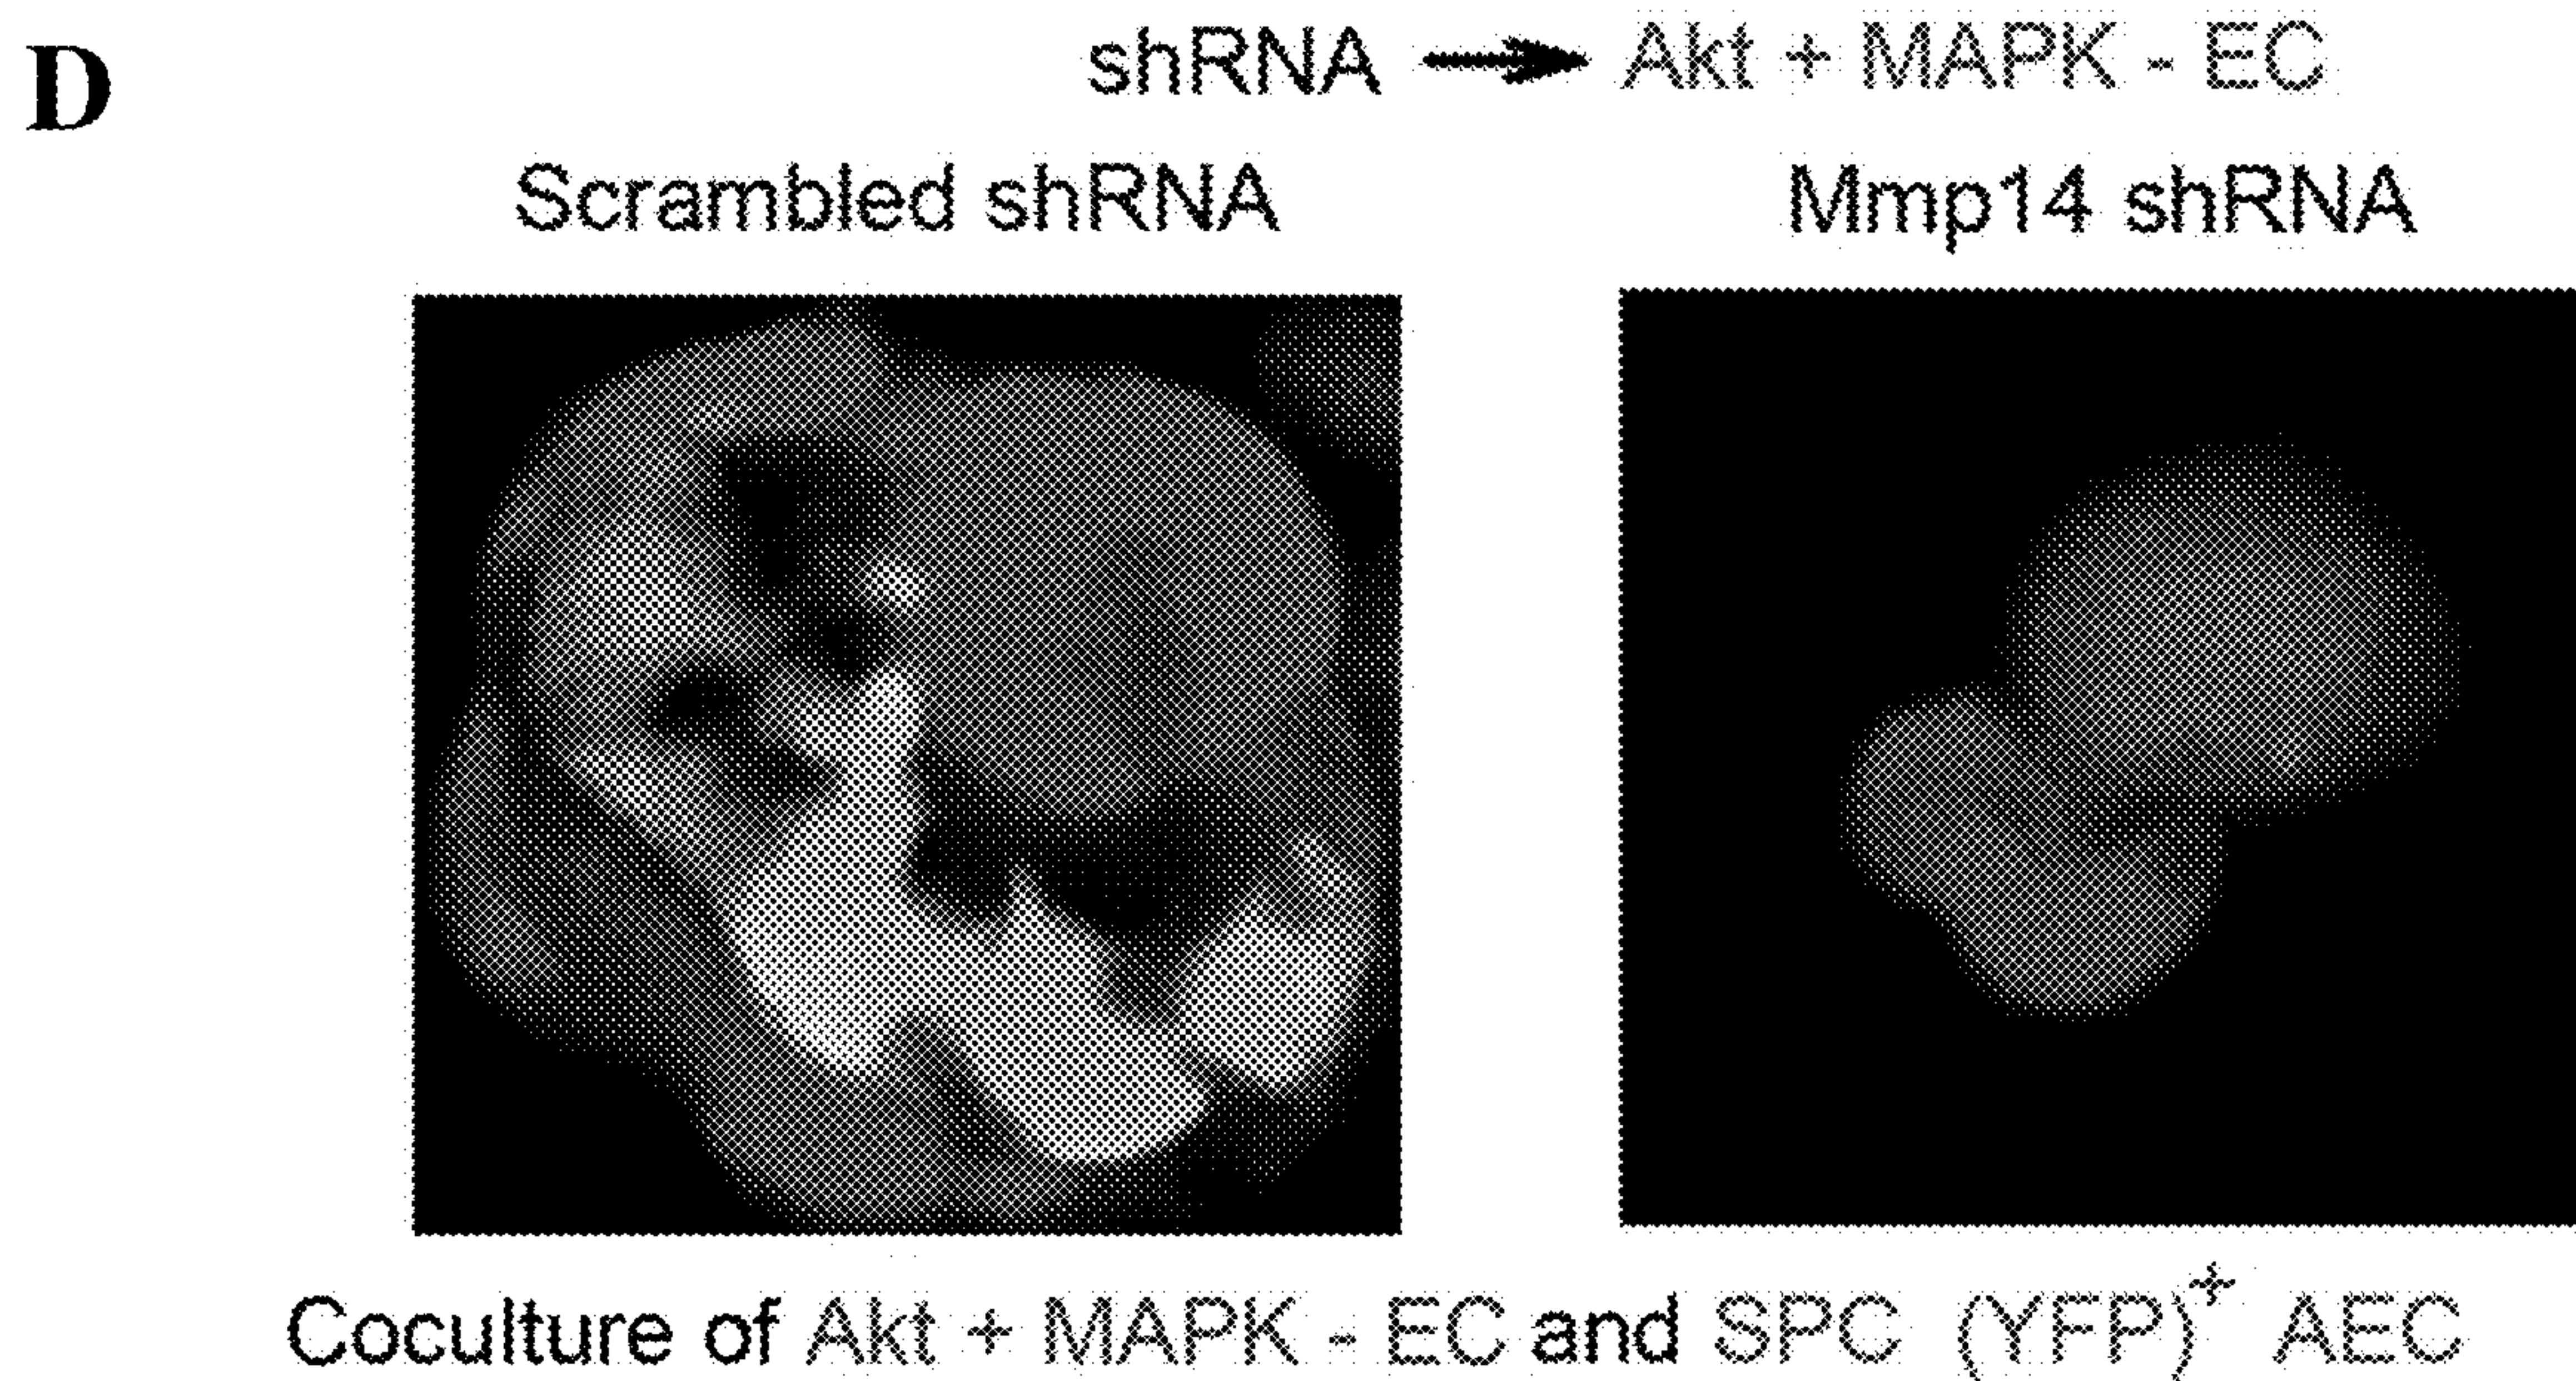 D
shRNA → Akt + MAPK - EC
Scrambled shRNA
Mmp14 shRNA
Coculture of Akt + MAPK - EC and SPC (YFP)+ AEC